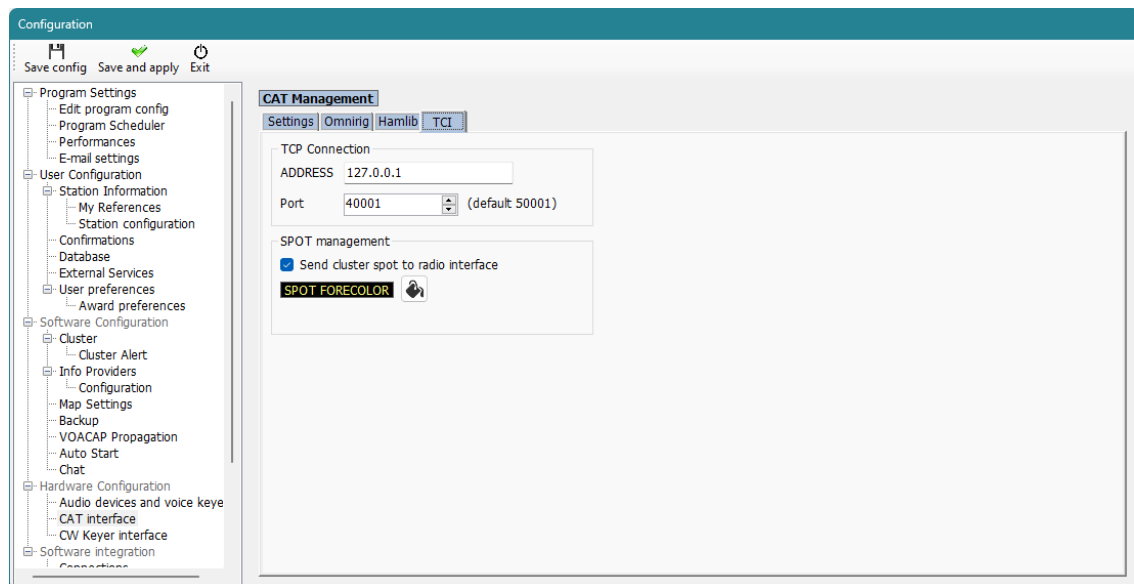 Configuration
Save config Save and apply Exit
Program Settings
Edit program config
Program Scheduler
Performances
E-mail settings
User Configuration
Station Information
My References
Station configuration
Confirmations
Database
External Services
User preferences
Award preferences
Software Configuration
Cluster
Cluster Alert
Info Providers
Configuration
Map Settings
Backup
VOACAP Propagation
Auto Start
Chat
Hardware Configuration
Audio devices and voice keye
CAT interface
CW Keyer interface
Software integration
Connections
CAT Management
Settings Omnirig Hamlib TCI
TCP Connection
ADDRESS 127.0.0.1
Port 40001 (default 50001)
SPOT management
Send cluster spot to radio interface
SPOT FORECOLOR